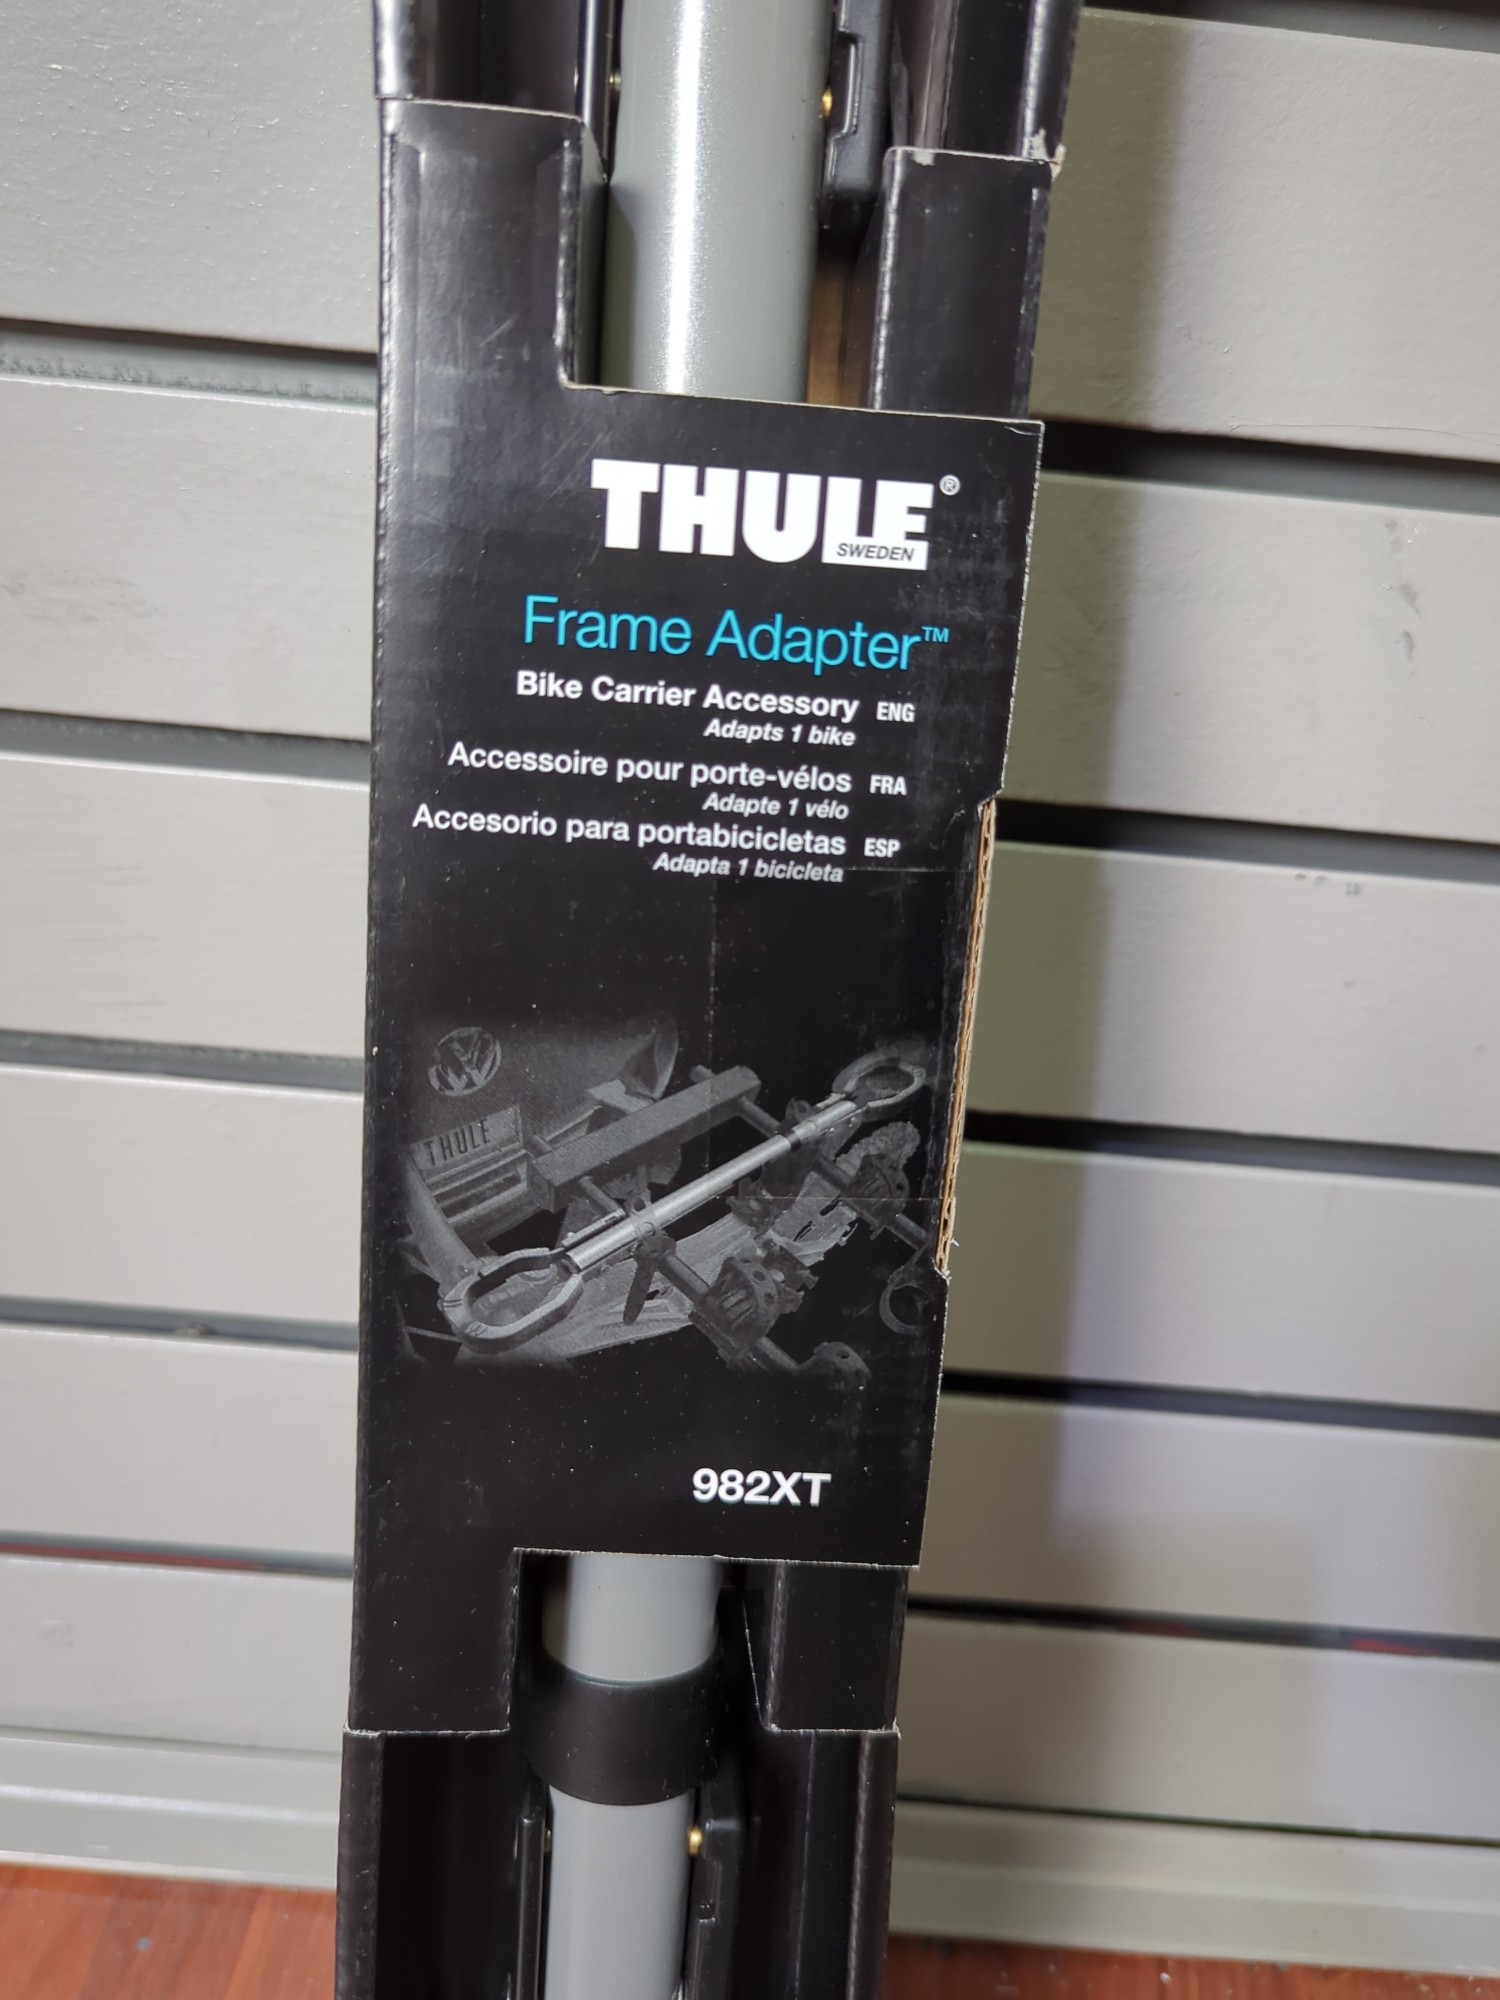 THULE®
SWEDEN
Frame Adapter™
Bike Carrier Accessory ENG
Adapts 1 bike
Accessoire pour porte-vélos FRA
Adapte 1 vélo
Accesorio para portabicicletas ESP
Adapta 1 bicicleta
THULE
982XT